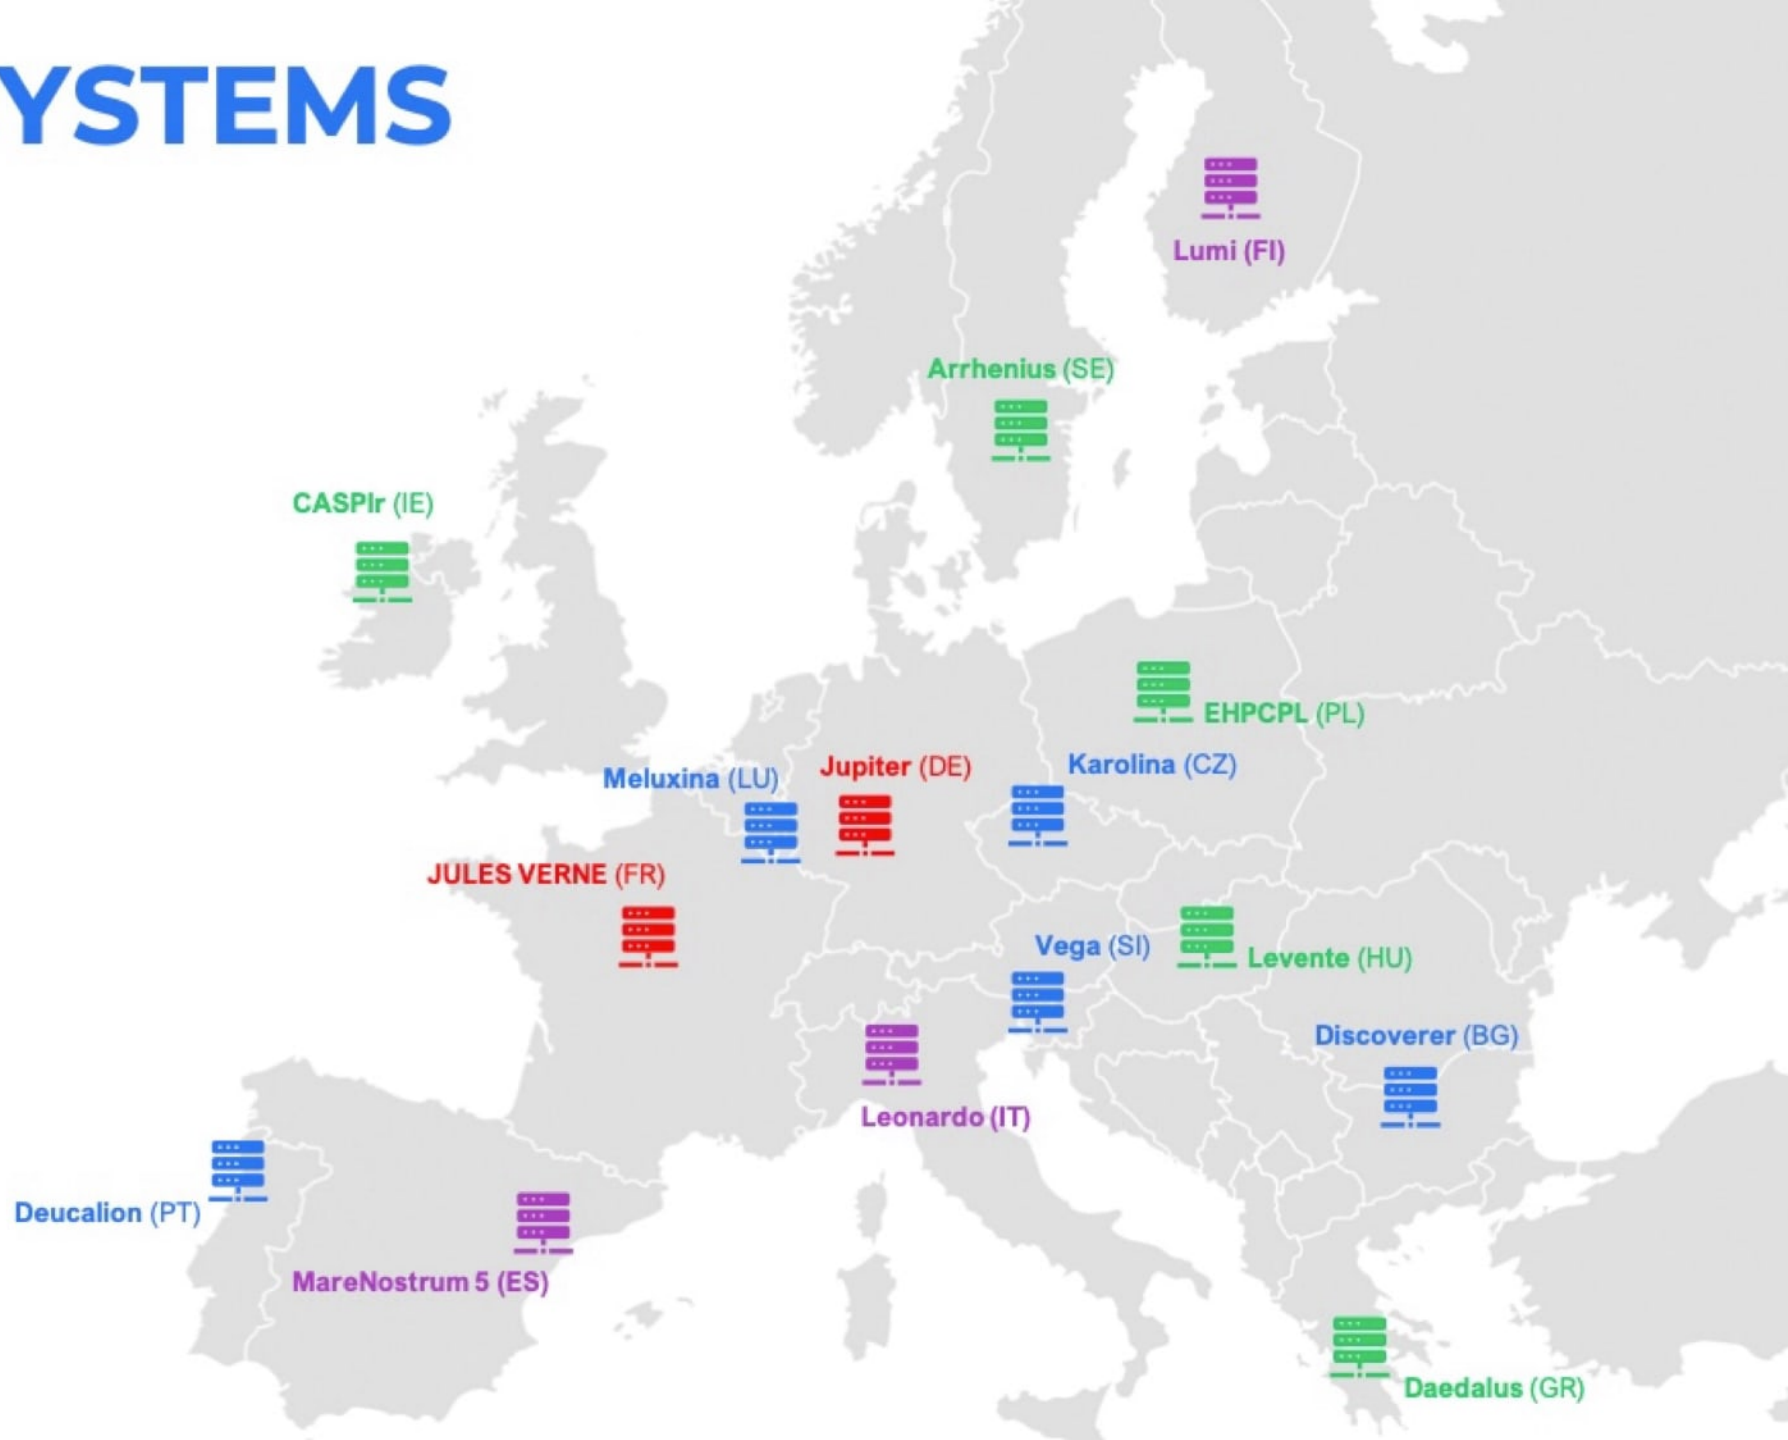 YSTEMS
Lumi (FI)
Arrhenius (SE)
CASPIr (IE)
EHPCPL (PL)
Karolina (CZ)
Jupiter (DE)
Meluxina (LU)
JULES VERNE (FR)
Vega (SI)
Levente (HU)
Discoverer (BG)
Leonardo (IT)
Deucalion (PT)
MareNostrum 5 (ES)
Daedalus (GR)